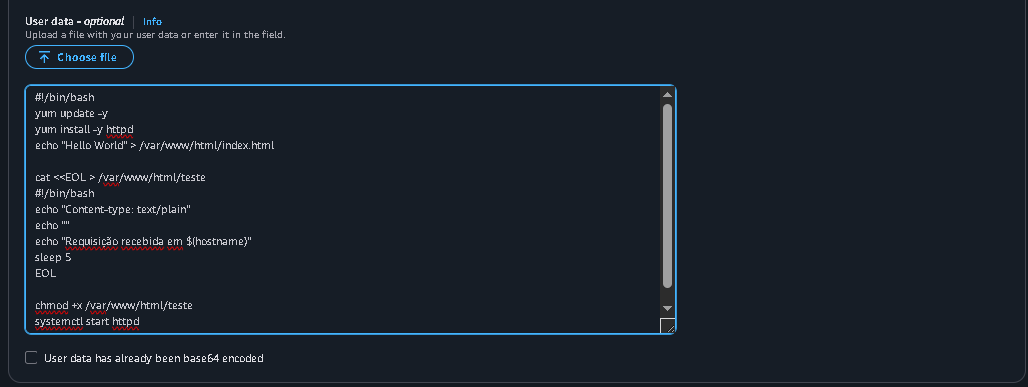 User data - optional | Info
Upload a file with your user data or enter it in the field.
Choose file
#!/bin/bash
yum update -y
yum install -y httpd
echo "Hello World" > /var/www/html/index.html
cat <<EOL > /var/www/html/teste
#!/bin/bash
echo "Content-type: text/plain"
echo ""
echo "Requisição recebida em $(hostname)"
sleep 5
EOL
chmod +x /var/www/html/teste
systemctl start httpd
User data has already been base64 encoded